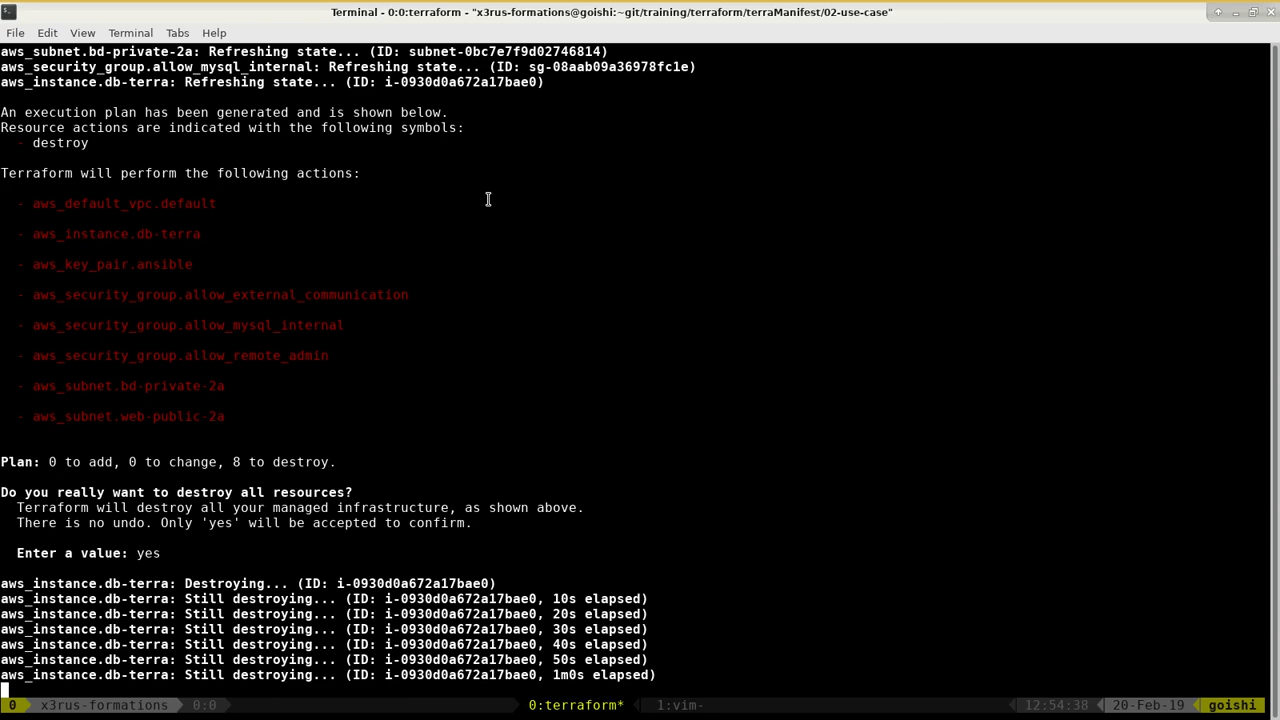 Terminal - 0:0:terraform - "x3rus-formations@goishi:~git/training/terraform/terraManifest/02-use-case"
File Edit View Terminal Tabs Help
aws_subnet.bd-private-2a: Refreshing state... (ID: subnet-0bc7e7f9d02746814)
aws_security_group.allow_mysql_internal: Refreshing state... (ID: sg-08aab09a36978fc1e)
aws_instance.db-terra: Refreshing state... (ID: i-0930d0a672a17bae0)
An execution plan has been generated and is shown below.
Resource actions are indicated with the following symbols:
- destroy
Terraform will perform the following actions:
- aws_default_vpc.default
- aws_instance.db-terra
- aws_key_pair.ansible
- aws_security_group.allow_external_communication
- aws_security_group.allow_mysql_internal
- aws_security_group.allow_remote_admin
- aws_subnet.bd-private-2a
- aws_subnet.web-public-2a
Plan: 0 to add, 0 to change, 8 to destroy.
Do you really want to destroy all resources?
Terraform will destroy all your managed infrastructure, as shown above.
There is no undo. Only 'yes' will be accepted to confirm.
Enter a value: yes
aws_instance.db-terra: Destroying... (ID: i-0930d0a672a17bae0)
aws_instance.db-terra: Still destroying... (ID: i-0930d0a672a17bae0, 10s elapsed)
aws_instance.db-terra: Still destroying... (ID: i-0930d0a672a17bae0, 20s elapsed)
aws_instance.db-terra: Still destroying... (ID: i-0930d0a672a17bae0, 30s elapsed)
aws_instance.db-terra: Still destroying... (ID: i-0930d0a672a17bae0, 40s elapsed)
aws_instance.db-terra: Still destroying... (ID: i-0930d0a672a17bae0, 50s elapsed)
aws_instance.db-terra: Still destroying... (ID: i-0930d0a672a17bae0, 1m0s elapsed)
0 x3rus-formations 0:0 0:terraform* 1:vim- 12:54:38 20-Feb-19 goishi